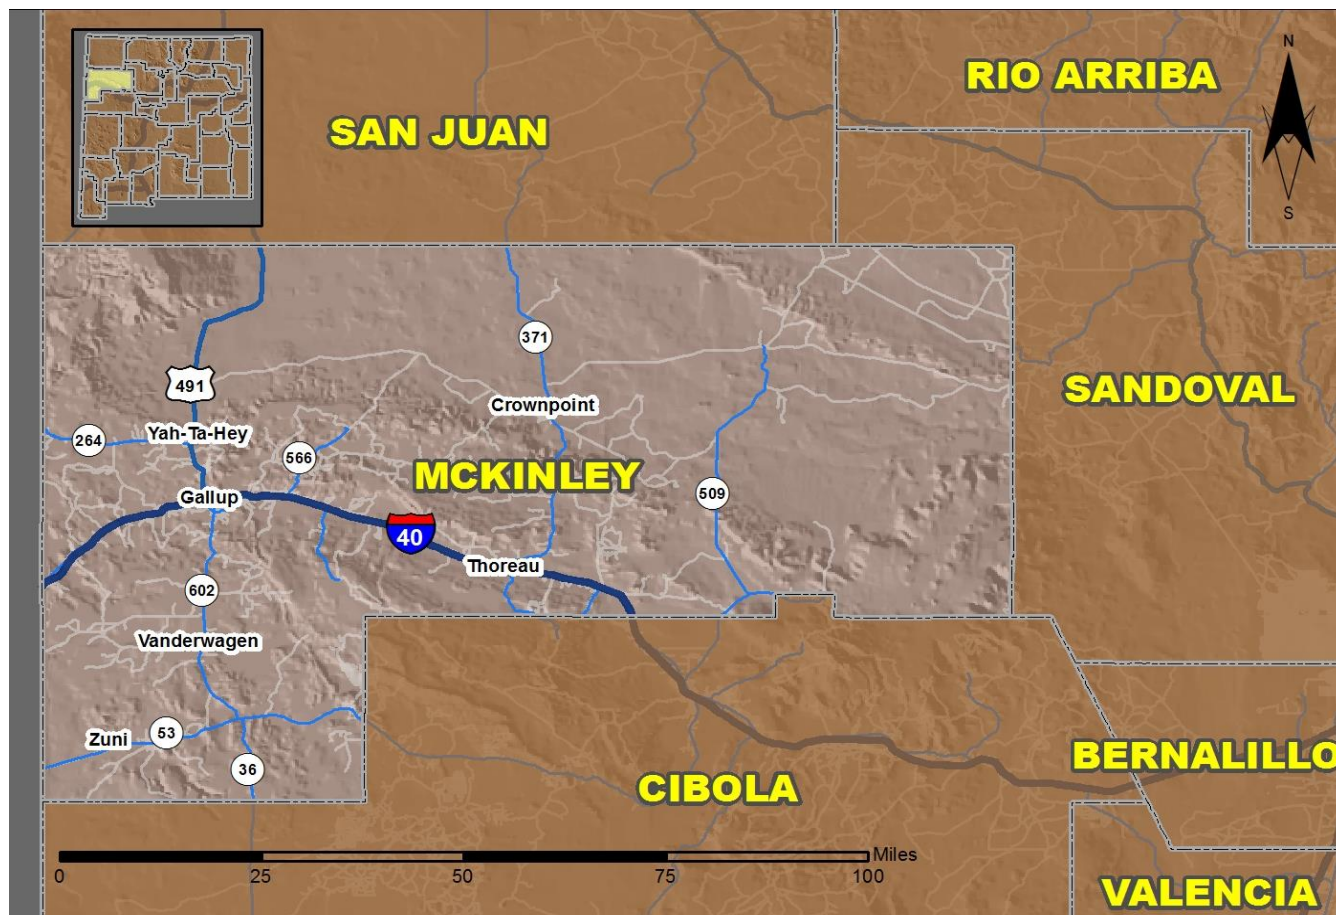 N
RIO ARRIBA
SAN JUAN
S
371
491
SANDOVAL
Crownpoint
Yah-Ta-Hey
264
566
MCKINLEY
509
Gallup
40
Thoreau
602
Vanderwagen
53
Zuni
36
BERNALILLO
CIBOLA
Miles
0 25 50 75 100
VALENCIA